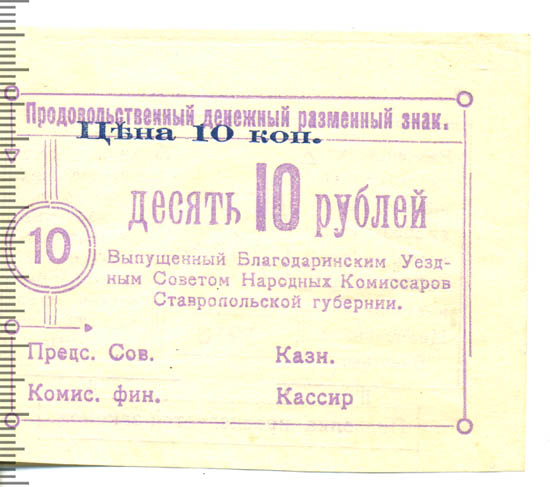 Продовольственный денежный разменный знак.
Цѣна 10 коп.
десять 10 рублей
10
Выпущенный Благодаринским Уезд-
ным Советом Народных Комиссаров
Ставропольской губернии.
Предс. Сов. Казн.
Комис. фин. Кассир